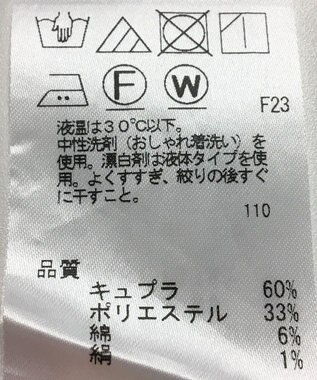 F W
F23
液温は30℃以下。
中性洗剤（おしゃれ着洗い）を
使用。漂白剤は液体タイプを使
用。よくすすぎ、絞りの後すぐ
に干すこと。
110
品質
キュプラ 60%
ポリエステル 33%
綿 6%
絹 1%